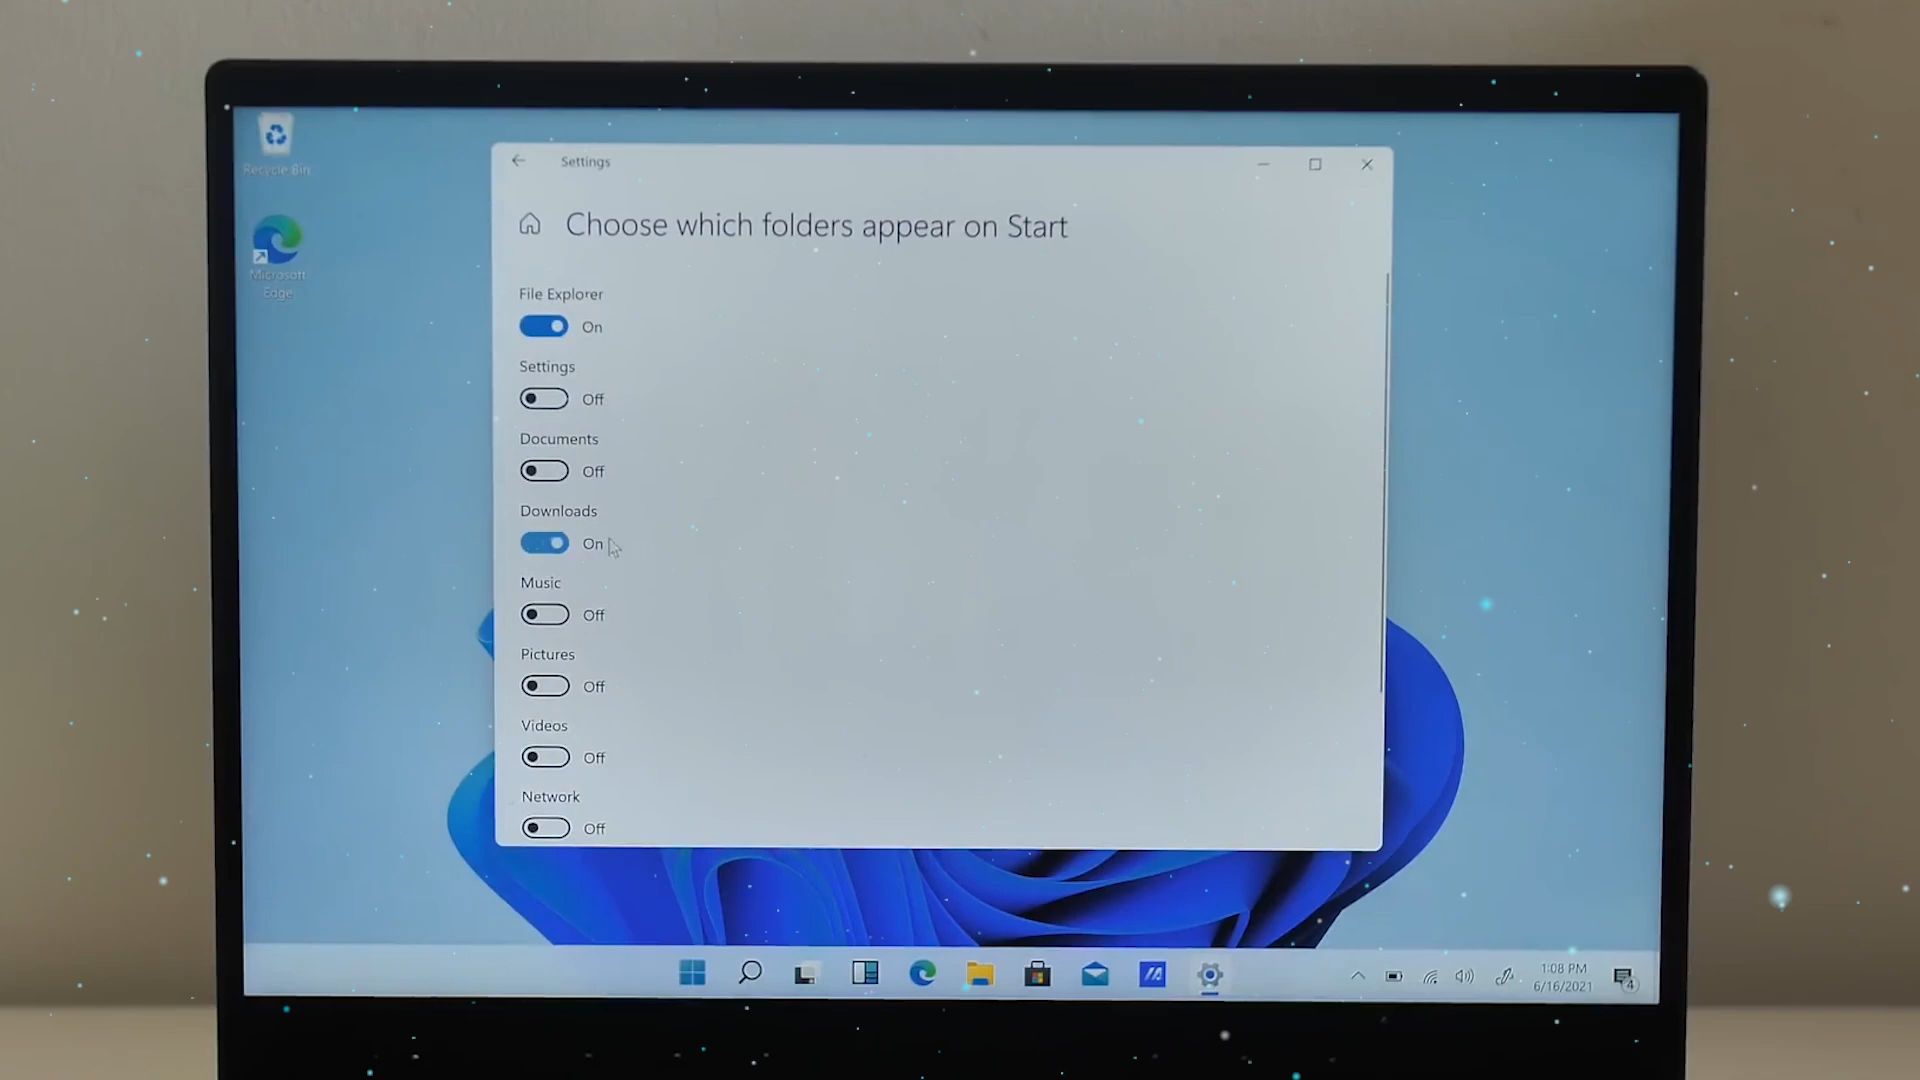 Recycle Bin
Microsoft
Edge
Settings
Choose which folders appear on Start
File Explorer
On
Settings
Off
Documents
Off
Downloads
On
Music
Off
Pictures
Off
Videos
Off
Network
Off
1:08 PM
6/16/2021
4